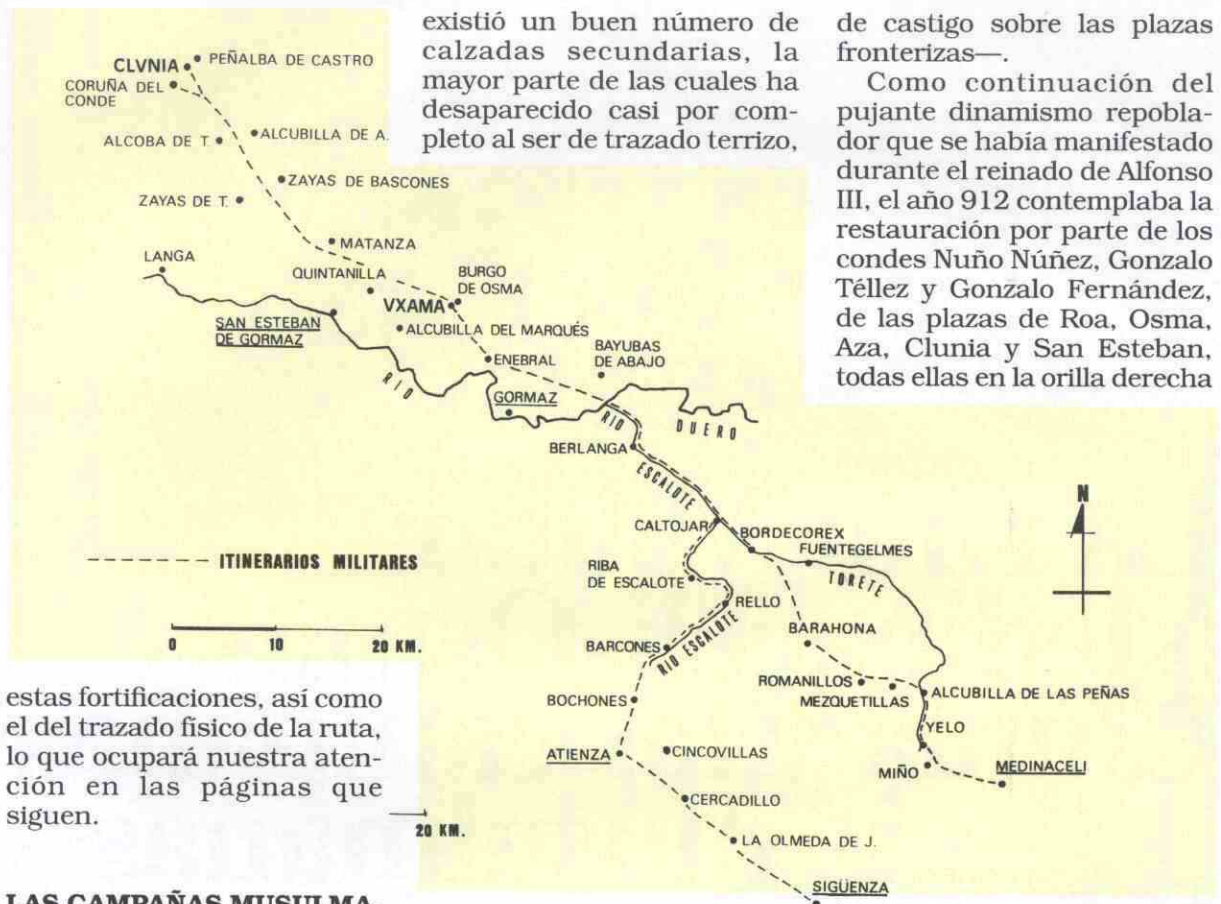 existió un buen número de
calzadas secundarias, la
mayor parte de las cuales ha
desaparecido casi por com-
pleto al ser de trazado terrizo,
de castigo sobre las plazas
fronterizas—.
Como continuación del
pujante dinamismo repobla-
dor que se había manifestado
durante el reinado de Alfonso
III, el año 912 contemplaba la
restauración por parte de los
condes Nuño Núñez, Gonzalo
Téllez y Gonzalo Fernández,
de las plazas de Roa, Osma,
Aza, Clunia y San Esteban,
todas ellas en la orilla derecha
CLVNIA
PEÑALBA DE CASTRO
CORUÑA DEL
CONDE
ALCOBA DE T.
ALCUBILLA DE A.
ZAYAS DE BASCONES
ZAYAS DE T.
MATANZA
LANGA
QUINTANILLA
BURGO
DE OSMA
VXAMA
SAN ESTEBAN
DE GORMAZ
ALCUBILLA DEL MARQUÉS
ENEBRAL
BAYUBAS
DE ABAJO
RIO
GORMAZ
RIO
DUERO
BERLANGA
ESCALOTE
CALTOJAR
BORDECOREX
FUENTEGELMES
TORETE
N
ITINERARIOS MILITARES
RIBA
DE ESCALOTE
RELLO
BARAHONA
0 10 20 KM.
BARCONES
RIO ESCALOTE
ROMANILLOS
MEZQUETILLAS
ALCUBILLA DE LAS PEÑAS
BOCHONES
YELO
ATIENZA
CINCOVILLAS
MIÑO
MEDINACELI
CERCADILLO
20 KM.
LA OLMEDA DE J.
SIGÜENZA
estas fortificaciones, así como
el del trazado físico de la ruta,
lo que ocupará nuestra aten-
ción en las páginas que
siguen.
LAS CAMPAÑAS MUSULMA-